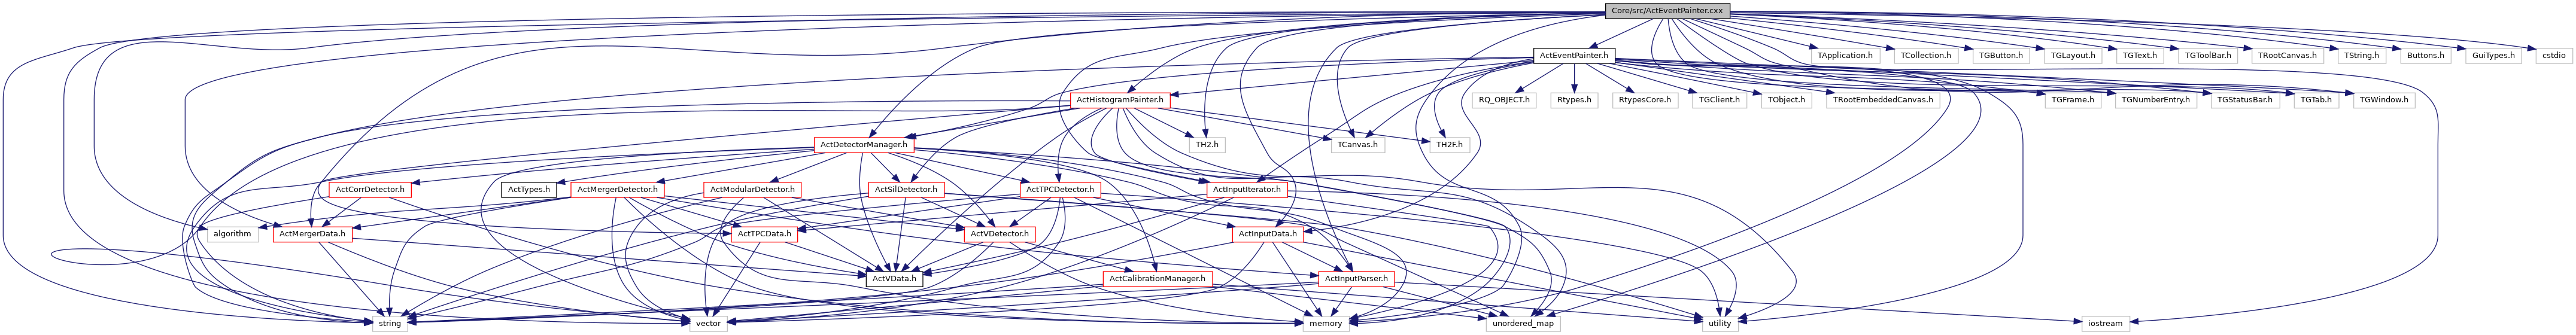 Core/src/ActEventPainter.cxx
ActEventPainter.h
TApplication.h
TCollection.h
TGButton.h
TGLayout.h
TGText.h
TGToolBar.h
TRootCanvas.h
TString.h
Buttons.h
GuiTypes.h
cstdio
ActHistogramPainter.h
RQ_OBJECT.h
Rtypes.h
RtypesCore.h
TGClient.h
TObject.h
TRootEmbeddedCanvas.h
TGFrame.h
TGNumberEntry.h
TGStatusBar.h
TGTab.h
TGWindow.h
ActDetectorManager.h
TH2.h
TCanvas.h
TH2F.h
ActCorrDetector.h
ActTypes.h
ActMergerDetector.h
ActModularDetector.h
ActSilDetector.h
ActTPCDetector.h
ActInputIterator.h
algorithm
ActMergerData.h
ActTPCData.h
ActVDetector.h
ActInputData.h
ActVData.h
ActCalibrationManager.h
ActInputParser.h
string
vector
memory
unordered_map
utility
iostream